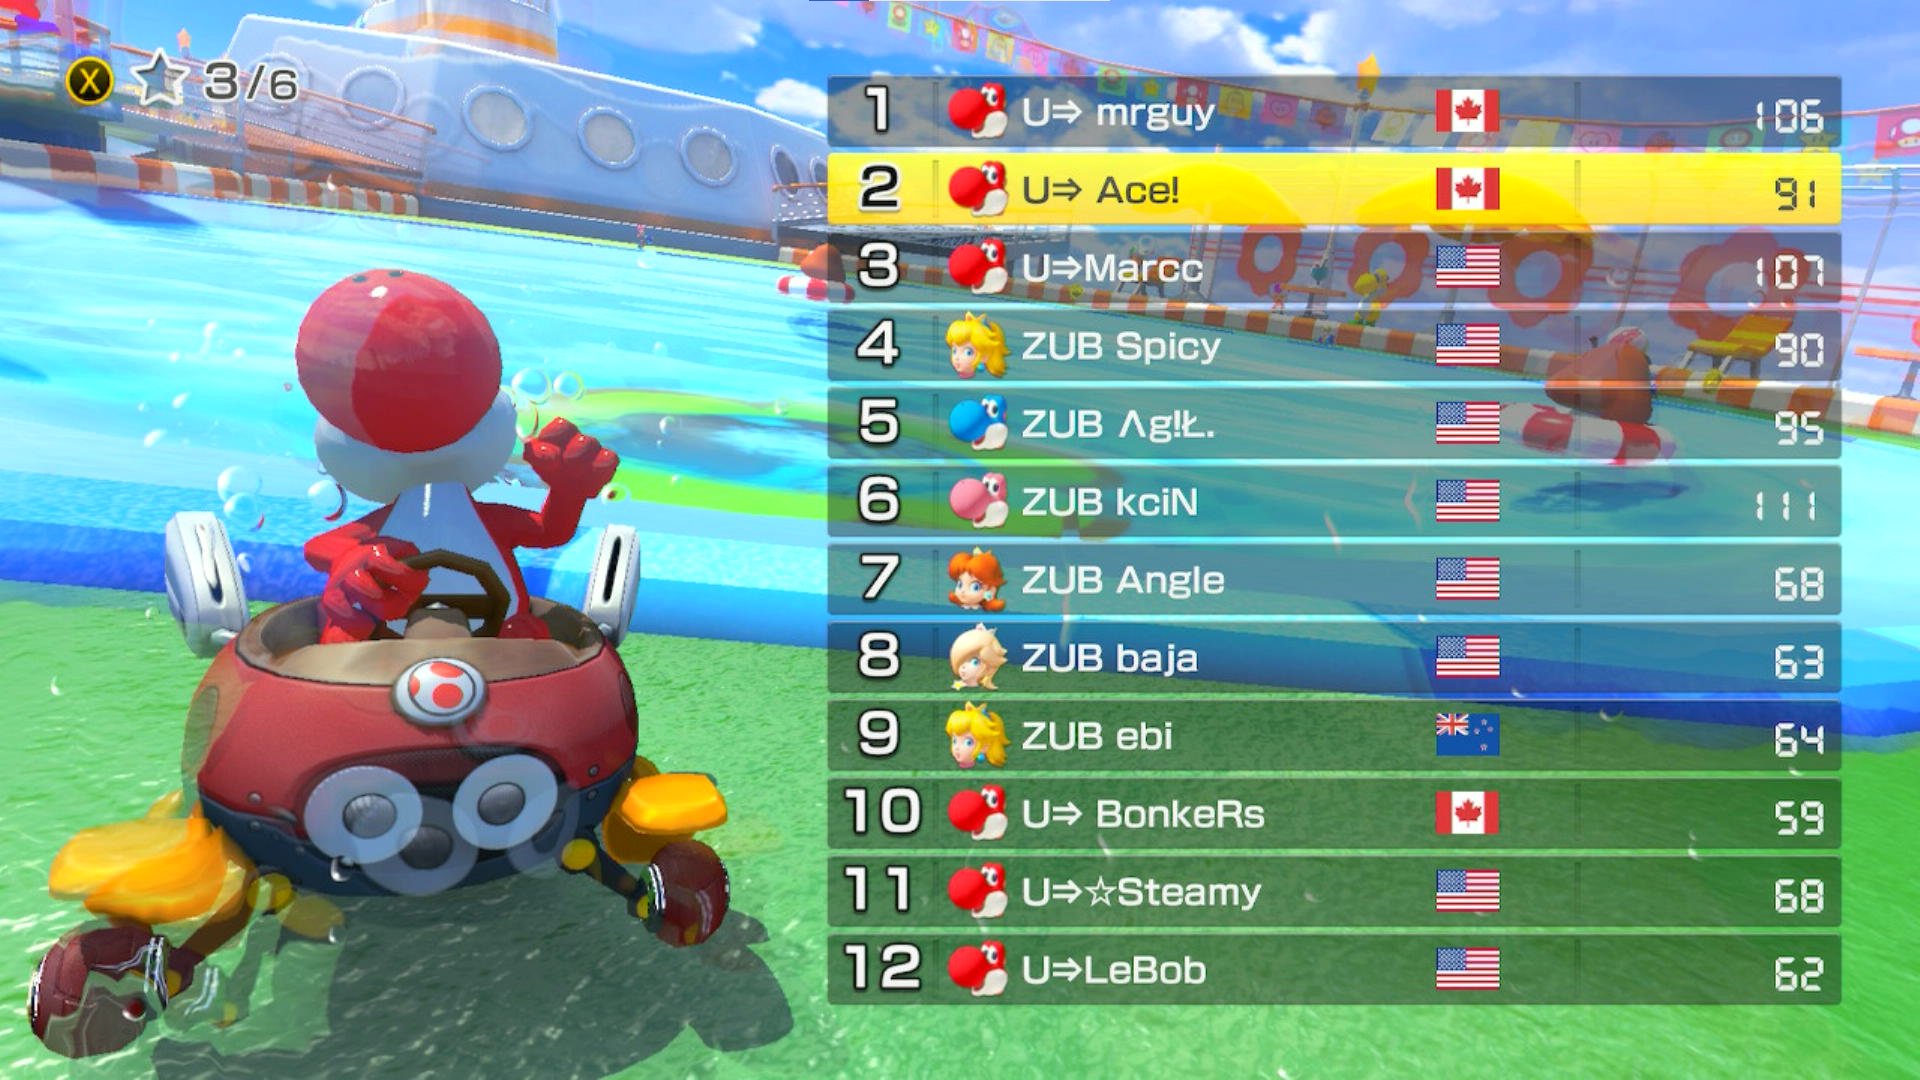 X 3/6
1 U⇒ mrguy 106
2 U⇒ Ace! 91
3 U⇒Marcc 107
4 ZUB Spicy 90
5 ZUB Λg!Ł. 95
6 ZUB kciN 111
7 ZUB Angle 68
8 ZUB baja 63
9 ZUB ebi 64
10 U⇒ BonkeRs 59
11 U⇒☆Steamy 68
12 U⇒LeBob 62